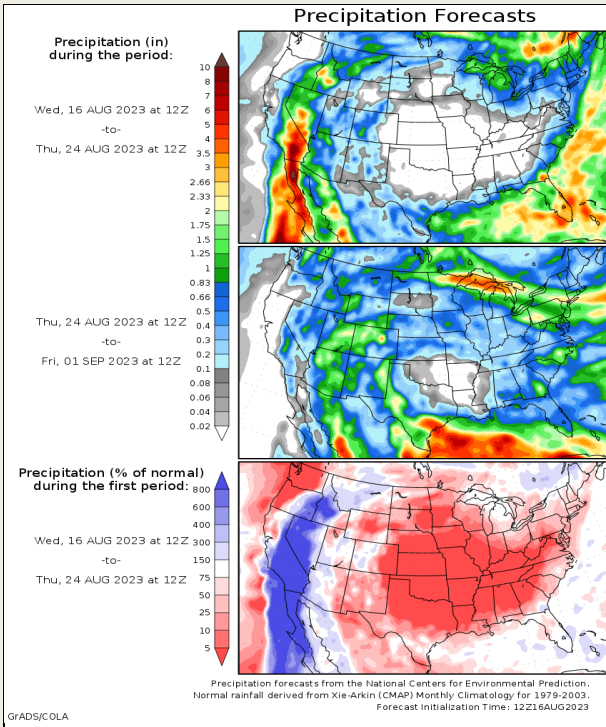 Precipitation Forecasts
Precipitation (in)
during the period:
Wed, 16 AUG 2023 at 12Z
-to-
Thu, 24 AUG 2023 at 12Z
10
8
7
6
5
4
3.5
3
2.66
2.33
2
1.75
1.5
1.25
1
0.83
0.66
0.5
0.4
0.3
0.2
0.1
0.08
0.06
0.04
0.02
Thu, 24 AUG 2023 at 12Z
-to-
Fri, 01 SEP 2023 at 12Z
Precipitation (% of normal)
during the first period:
Wed, 16 AUG 2023 at 12Z
-to-
Thu, 24 AUG 2023 at 12Z
800
600
400
300
150
75
50
25
10
5
Precipitation forecasts from the National Centers for Environmental Prediction.
Normal rainfall derived from Xie-Arkin (CMAP) Monthly Climatology for 1979-2003.
Forecast Initialization Time: 12Z16AUG2023
GrADS/COLA